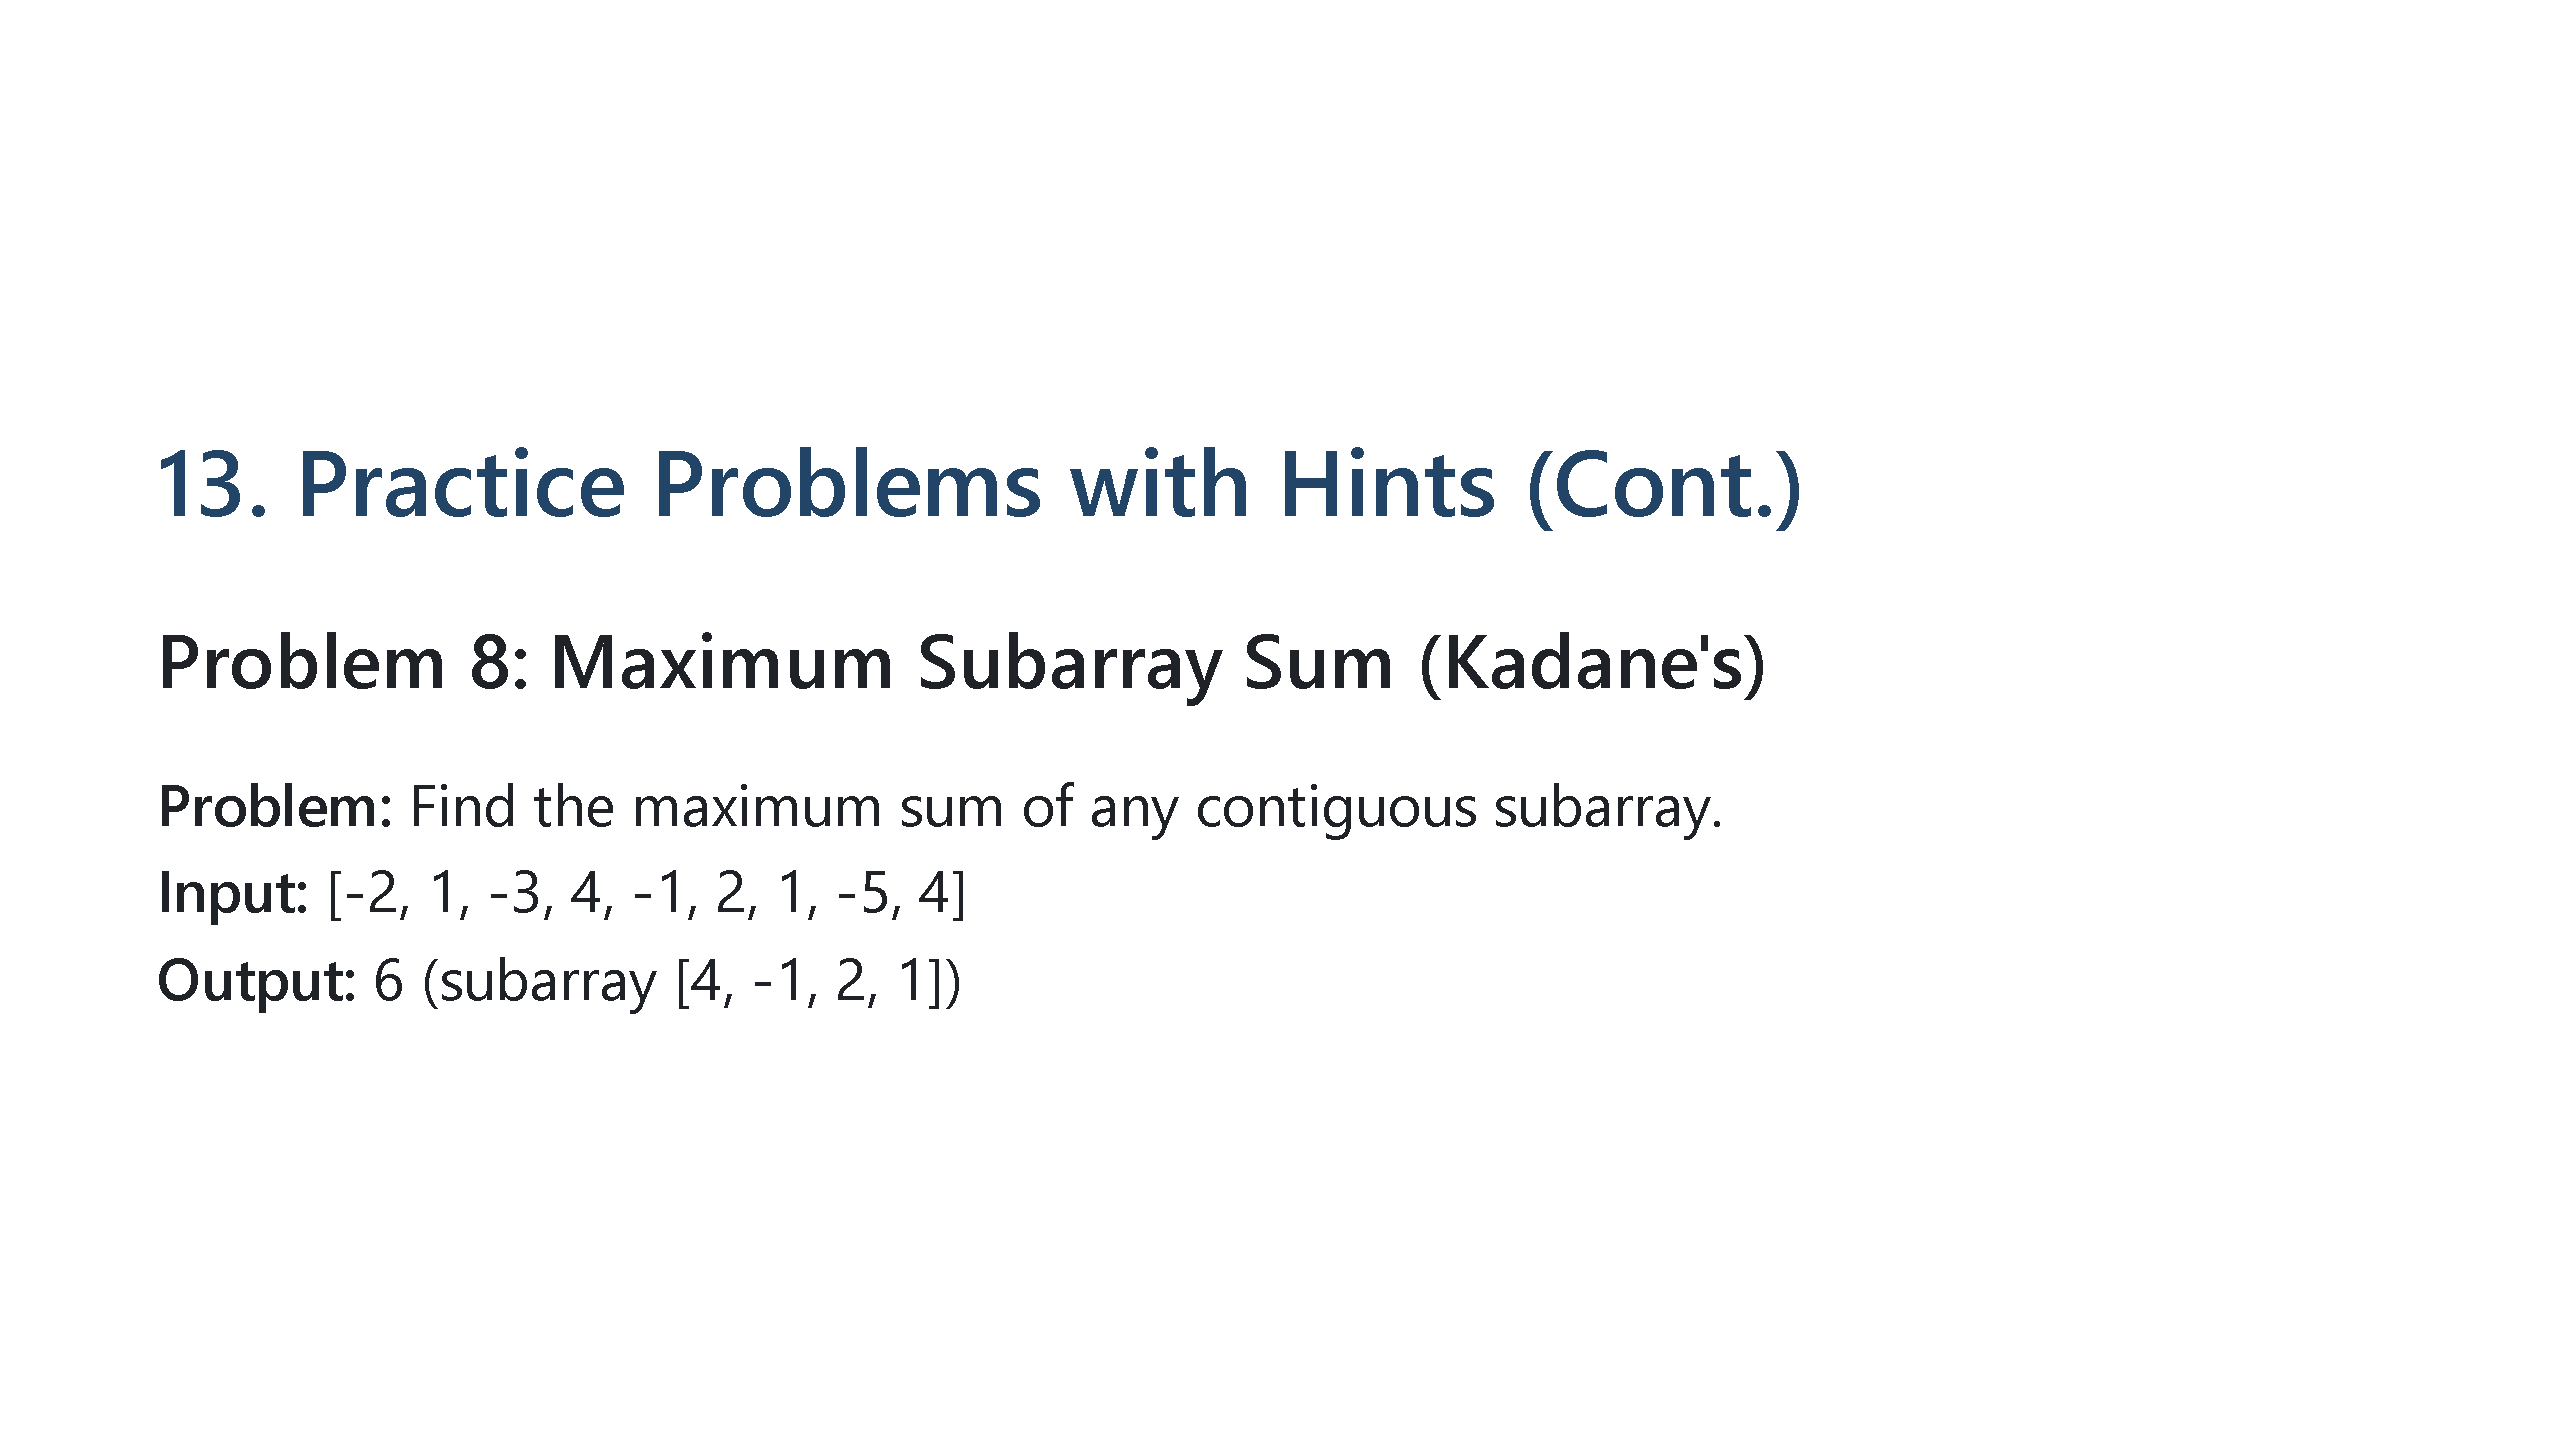 13. Practice Problems with Hints (Cont.)
Problem 8: Maximum Subarray Sum (Kadane's)
Problem: Find the maximum sum of any contiguous subarray.
Input: [-2, 1, -3, 4, -1, 2, 1, -5, 4]
Output: 6 (subarray [4, -1, 2, 1])